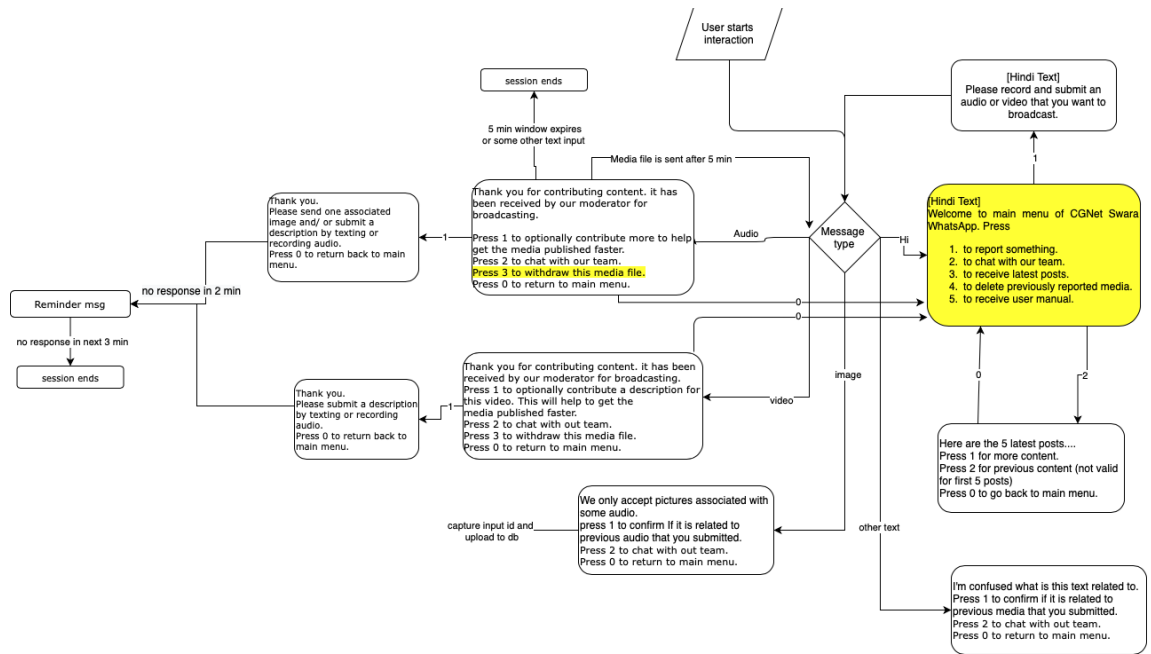 User starts
interaction
session ends
[Hindi Text]
Please record and submit an
audio or video that you want to
broadcast.
5 min window expires
or some other text input
Media file is sent after 5 min
1
Thank you for contributing content. it has
been received by our moderator for
broadcasting.
Press 1 to optionally contribute more to help
get the media published faster.
Press 2 to chat with our team.
Press 3 to withdraw this media file.
Press 0 to return to main menu.
[Hindi Text]
Welcome to main menu of CGNet Swara
WhatsApp. Press
1. to report something.
2. to chat with our team.
3. to receive latest posts.
4. to delete previously reported media.
5. to receive user manual.
Thank you.
Please send one associated
image and/ or submit a
description by texting or
recording audio.
Press 0 to return back to main
menu.
1
Audio
Message
type
Hi
no response in 2 min
Reminder msg
0
0
no response in next 3 min
session ends
Thank you for contributing content. it has been
received by our moderator for broadcasting.
Press 1 to optionally contribute a description for
this video. This will help to get the
media published faster.
Press 2 to chat with out team.
Press 3 to withdraw this media file.
Press 0 to return to main menu.
image
0
2
Thank you.
Please submit a description
by texting or recording
audio.
Press 0 to return back to
main menu.
1
video
Here are the 5 latest posts....
Press 1 for more content.
Press 2 for previous content (not valid
for first 5 posts)
Press 0 to go back to main menu.
We only accept pictures associated with
some audio.
press 1 to confirm If it is related to
previous audio that you submitted.
Press 2 to chat with out team.
Press 0 to return to main menu.
capture input id and
upload to db
other text
I'm confused what is this text related to.
Press 1 to confirm if it is related to
previous media that you submitted.
Press 2 to chat with out team.
Press 0 to return to main menu.